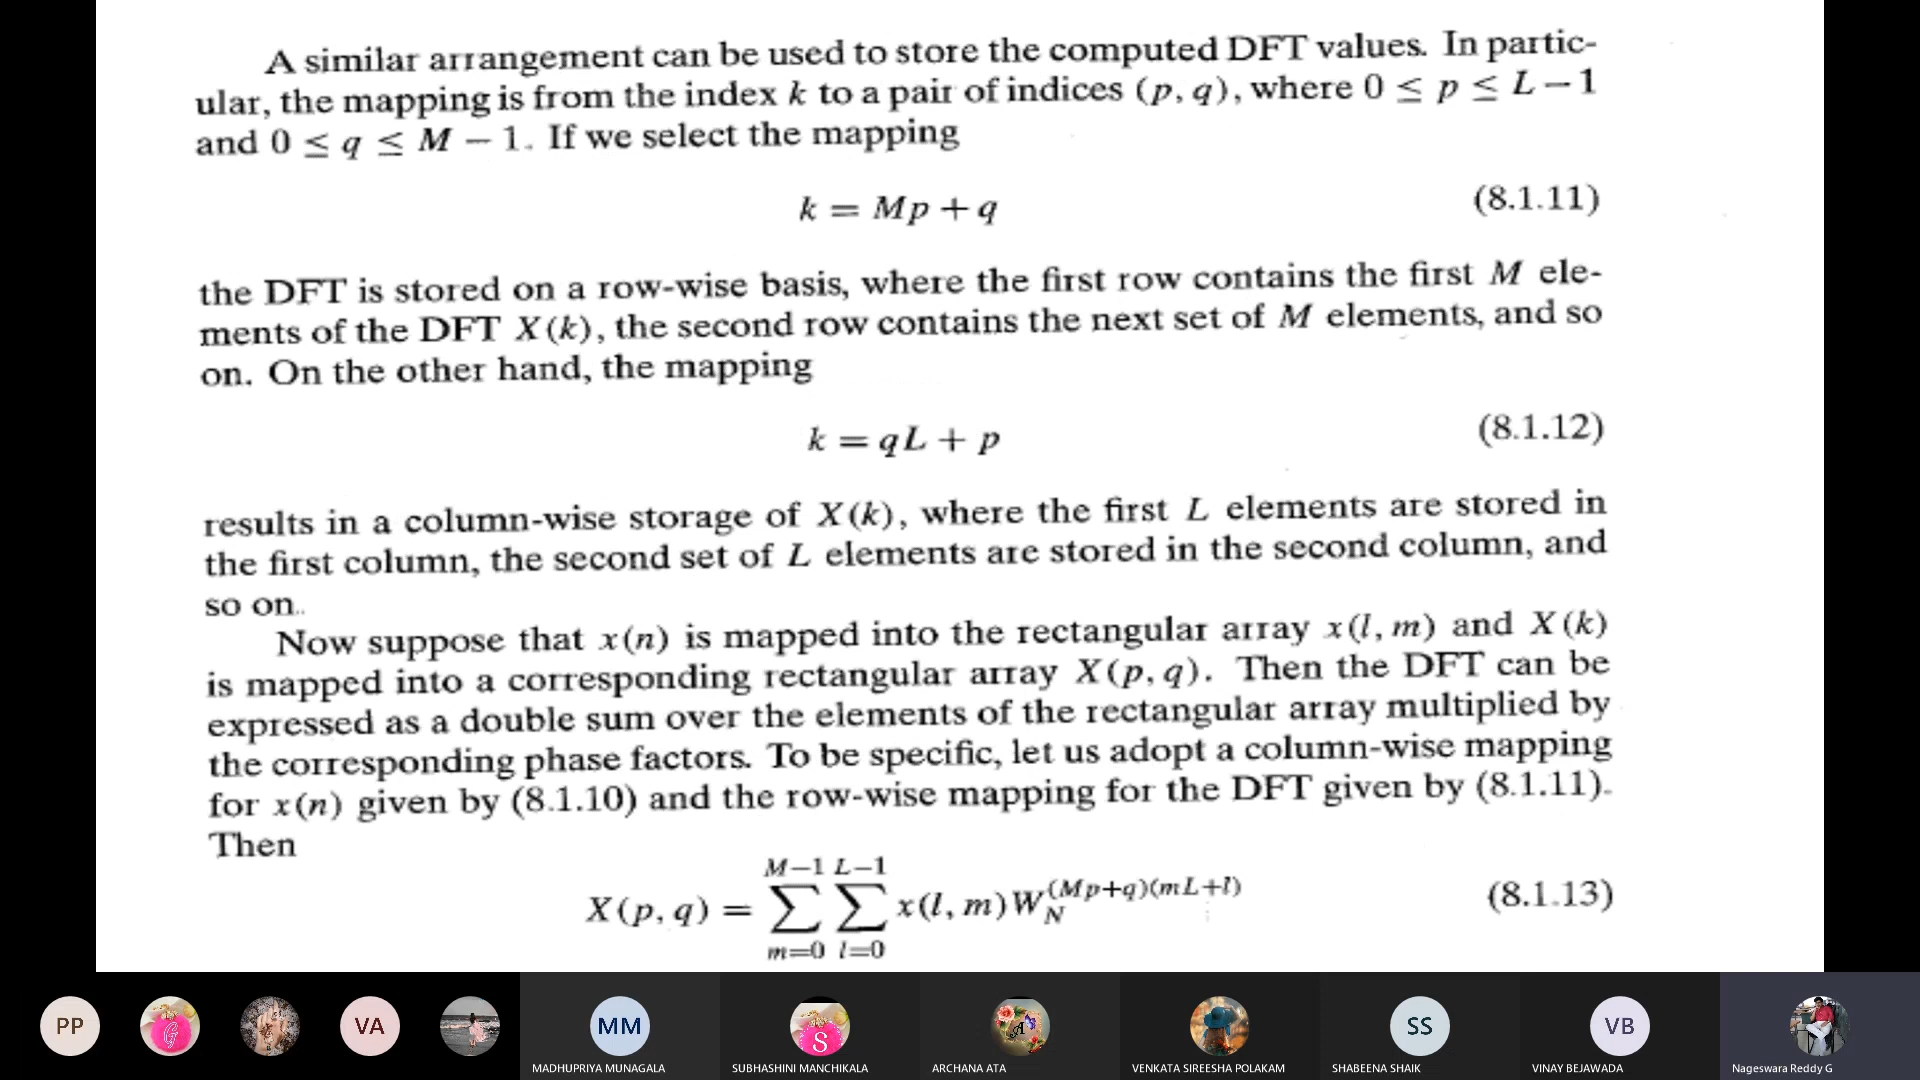 A similar arrangement can be used to store the computed DFT values. In partic-
ular, the mapping is from the index k to a pair of indices (p, q), where 0 ≤ p ≤ L − 1
and 0 ≤ q ≤ M − 1. If we select the mapping
k = Mp + q (8.1.11)
the DFT is stored on a row-wise basis, where the first row contains the first M ele-
ments of the DFT X(k), the second row contains the next set of M elements, and so
on. On the other hand, the mapping
k = qL + p (8.1.12)
results in a column-wise storage of X(k), where the first L elements are stored in
the first column, the second set of L elements are stored in the second column, and
so on..
Now suppose that x(n) is mapped into the rectangular array x(l, m) and X(k)
is mapped into a corresponding rectangular array X(p, q). Then the DFT can be
expressed as a double sum over the elements of the rectangular array multiplied by
the corresponding phase factors. To be specific, let us adopt a column-wise mapping
for x(n) given by (8.1.10) and the row-wise mapping for the DFT given by (8.1.11).
Then
X(p, q) = ∑_{m=0}^{M−1} ∑_{l=0}^{L−1} x(l, m) W_N^{(Mp+q)(mL+l)} (8.1.13)
PP G VA MM S A SS VB
MADHUPRIYA MUNAGALA SUBHASHINI MANCHIKALA ARCHANA ATA VENKATA SIREESHA POLAKAM SHABEENA SHAIK VINAY BEJAWADA Nageswara Reddy G